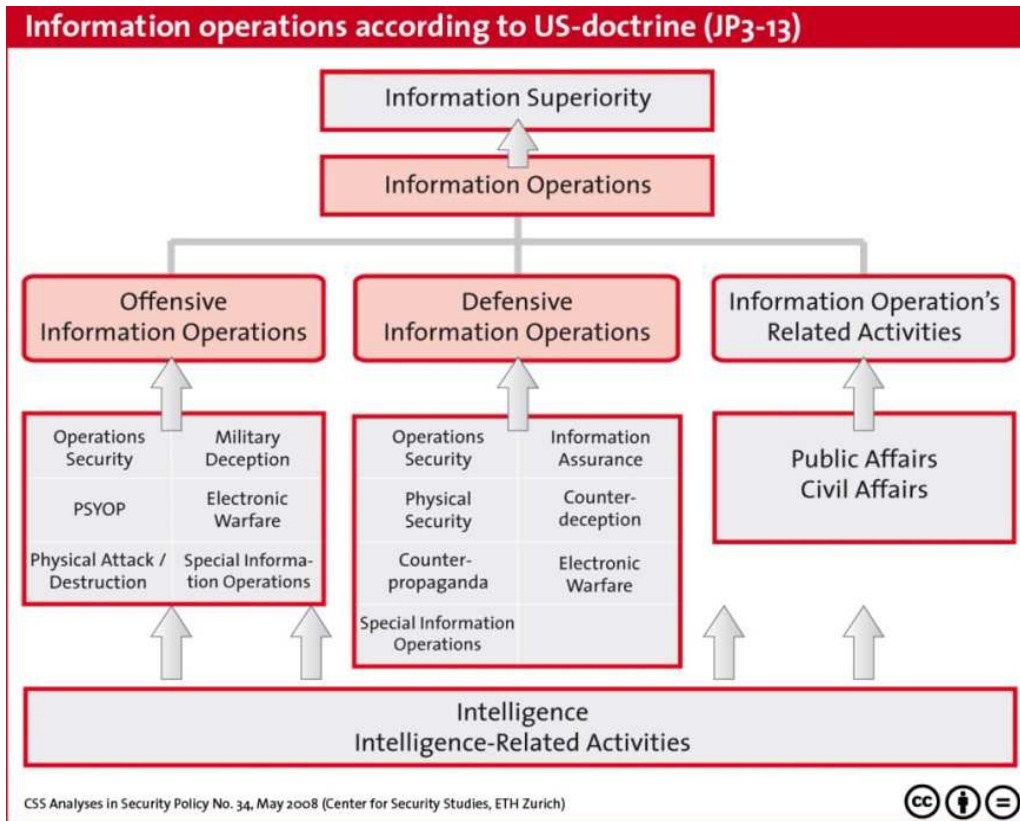 Information operations according to US-doctrine (JP3-13)
Information Superiority
Information Operations
Offensive
Information Operations
Defensive
Information Operations
Information Operation's
Related Activities
Operations
Security
Military
Deception
PSYOP
Electronic
Warfare
Physical Attack /
Destruction
Special Informa-
tion Operations
Operations
Security
Information
Assurance
Physical
Security
Counter-
deception
Counter-
propaganda
Electronic
Warfare
Special Information
Operations
Public Affairs
Civil Affairs
Intelligence
Intelligence-Related Activities
CSS Analyses in Security Policy No. 34, May 2008 (Center for Security Studies, ETH Zurich)
cc